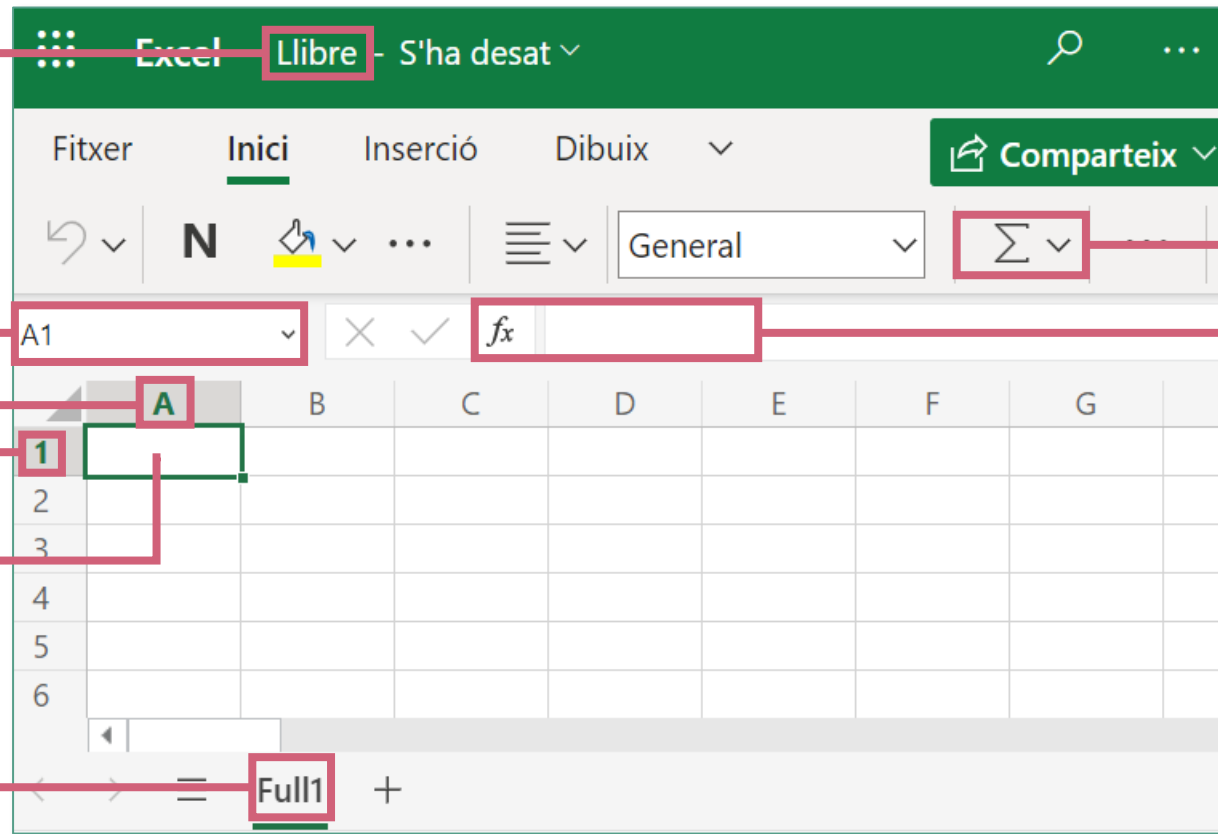 Excel Llibre - S'ha desat
Fitxer Inici Inserció Dibuix Comparteix
N General Σ
A1 fx
A B C D E F G
1
2
3
4
5
6
Full1 +